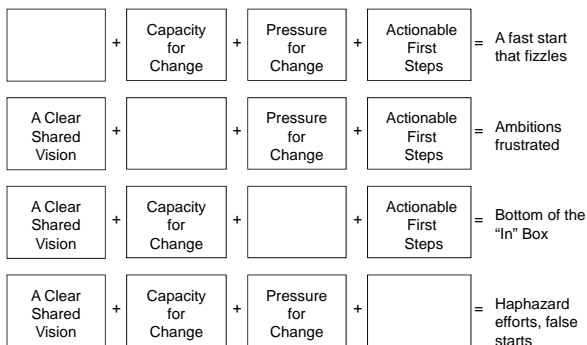 + Capacity for Change + Pressure for Change + Actionable First Steps = A fast start that fizzles
A Clear Shared Vision + + Pressure for Change + Actionable First Steps = Ambitions frustrated
A Clear Shared Vision + Capacity for Change + + Actionable First Steps = Bottom of the “In” Box
A Clear Shared Vision + Capacity for Change + Pressure for Change + = Haphazard efforts, false starts